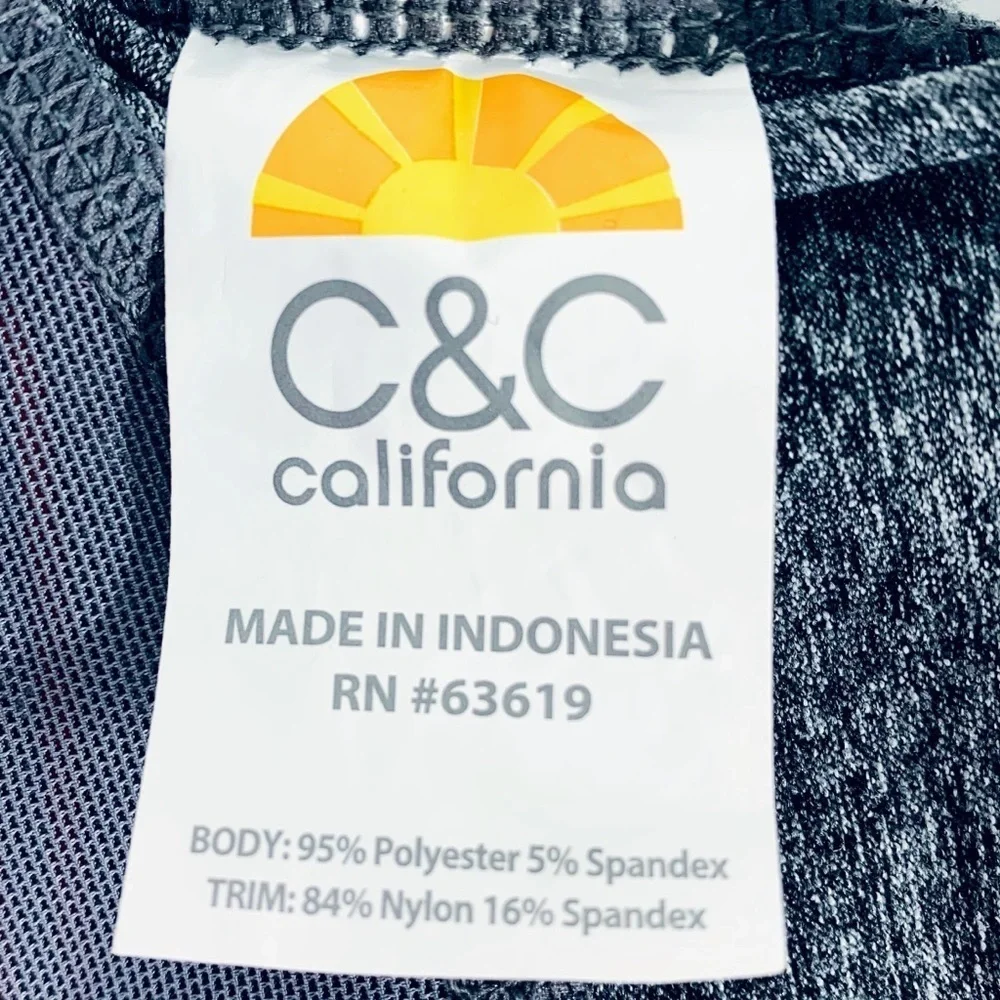 C&C
california
MADE IN INDONESIA
RN #63619
BODY: 95% Polyester 5% Spandex
TRIM: 84% Nylon 16% Spandex